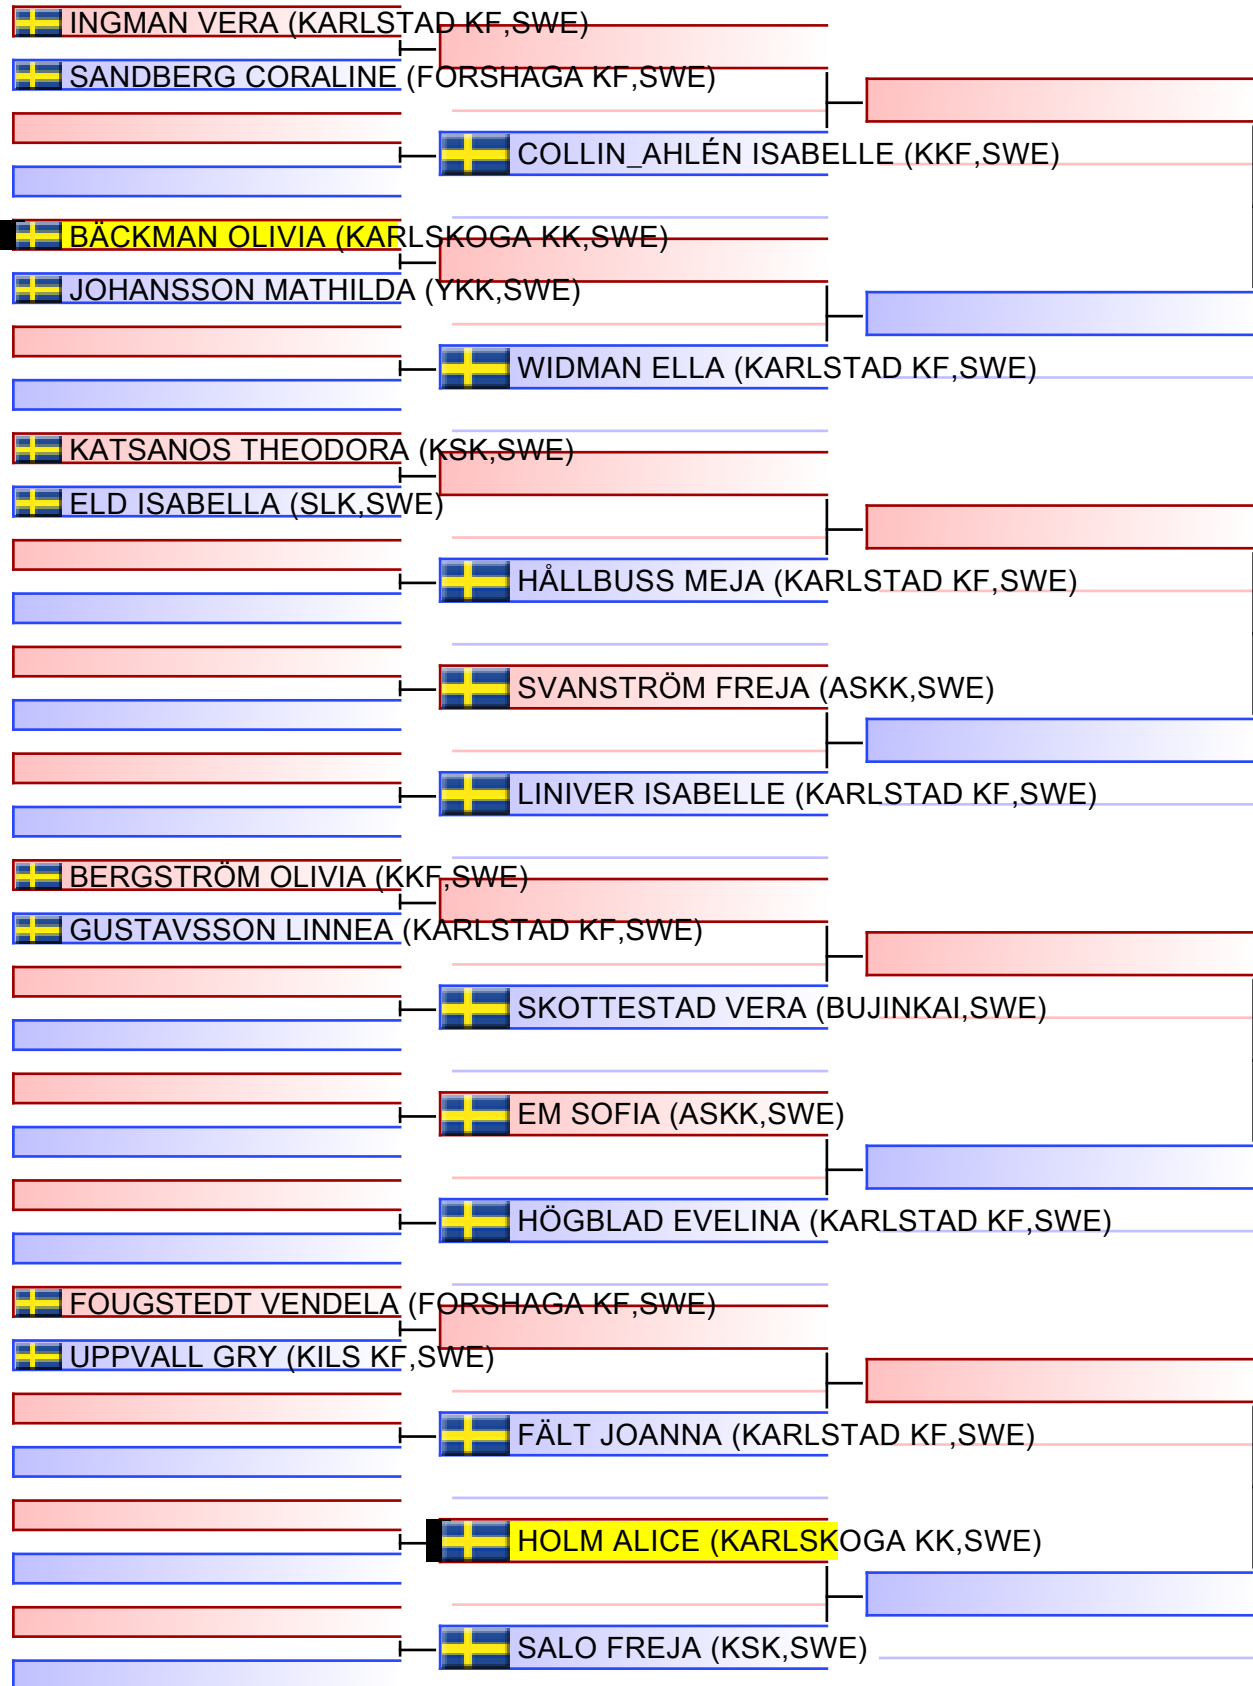 INGMAN VERA (KARLSTAD KF,SWE)
SANDBERG CORALINE (FORSHAGA KF,SWE)
COLLIN_AHLÉN ISABELLE (KKF,SWE)
BÄCKMAN OLIVIA (KARLSKOGA KK,SWE)
JOHANSSON MATHILDA (YKK,SWE)
WIDMAN ELLA (KARLSTAD KF,SWE)
KATSANOS THEODORA (KSK,SWE)
ELD ISABELLA (SLK,SWE)
HÅLLBUSS MEJA (KARLSTAD KF,SWE)
SVANSTRÖM FREJA (ASKK,SWE)
LINIVER ISABELLE (KARLSTAD KF,SWE)
BERGSTRÖM OLIVIA (KKF,SWE)
GUSTAVSSON LINNEA (KARLSTAD KF,SWE)
SKOTTESTAD VERA (BUJINKAI,SWE)
EM SOFIA (ASKK,SWE)
HÖGBLAD EVELINA (KARLSTAD KF,SWE)
FOUGSTEDT VENDELA (FORSHAGA KF,SWE)
UPPVALL GRY (KILS KF,SWE)
FÄLT JOANNA (KARLSTAD KF,SWE)
HOLM ALICE (KARLSKOGA KK,SWE)
SALO FREJA (KSK,SWE)